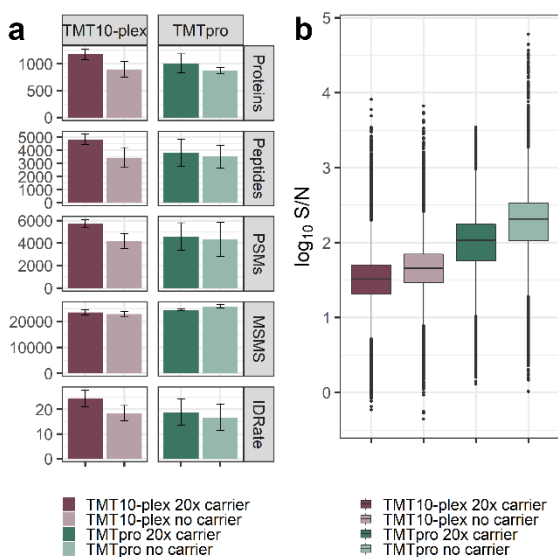 a
TMT10-plex TMTpro
1000
500
0
Proteins
5000
4000
3000
2000
1000
0
Peptides
6000
4000
2000
0
PSMs
20000
10000
0
MSMS
20
10
0
IDRate
TMT10-plex 20x carrier
TMT10-plex no carrier
TMTpro 20x carrier
TMTpro no carrier
b
log10 S/N
5
4
3
2
1
0
TMT10-plex 20x carrier
TMT10-plex no carrier
TMTpro 20x carrier
TMTpro no carrier